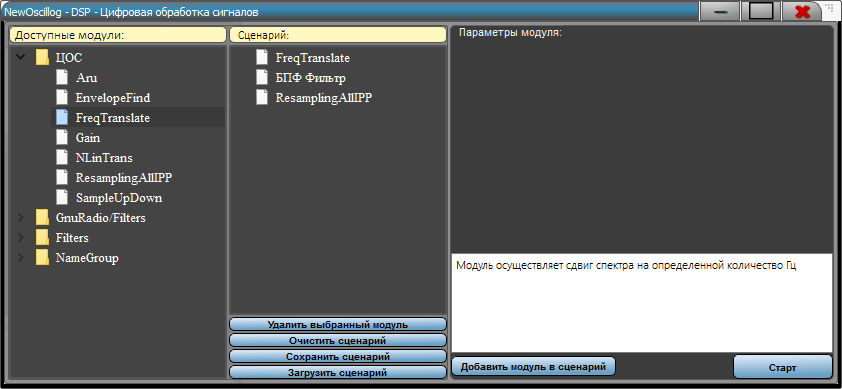 NewOscillog - DSP - Цифровая обработка сигналов
Доступные модули:
ЦОС
Aru
EnvelopeFind
FreqTranslate
Gain
NLinTrans
ResamplingAllIPP
SampleUpDown
GnuRadio/Filters
Filters
NameGroup
Сценарий:
FreqTranslate
БПФ Фильтр
ResamplingAllIPP
Удалить выбранный модуль
Очистить сценарий
Сохранить сценарий
Загрузить сценарий
Параметры модуля:
Модуль осуществляет сдвиг спектра на определенной количество Гц
Добавить модуль в сценарий
Старт